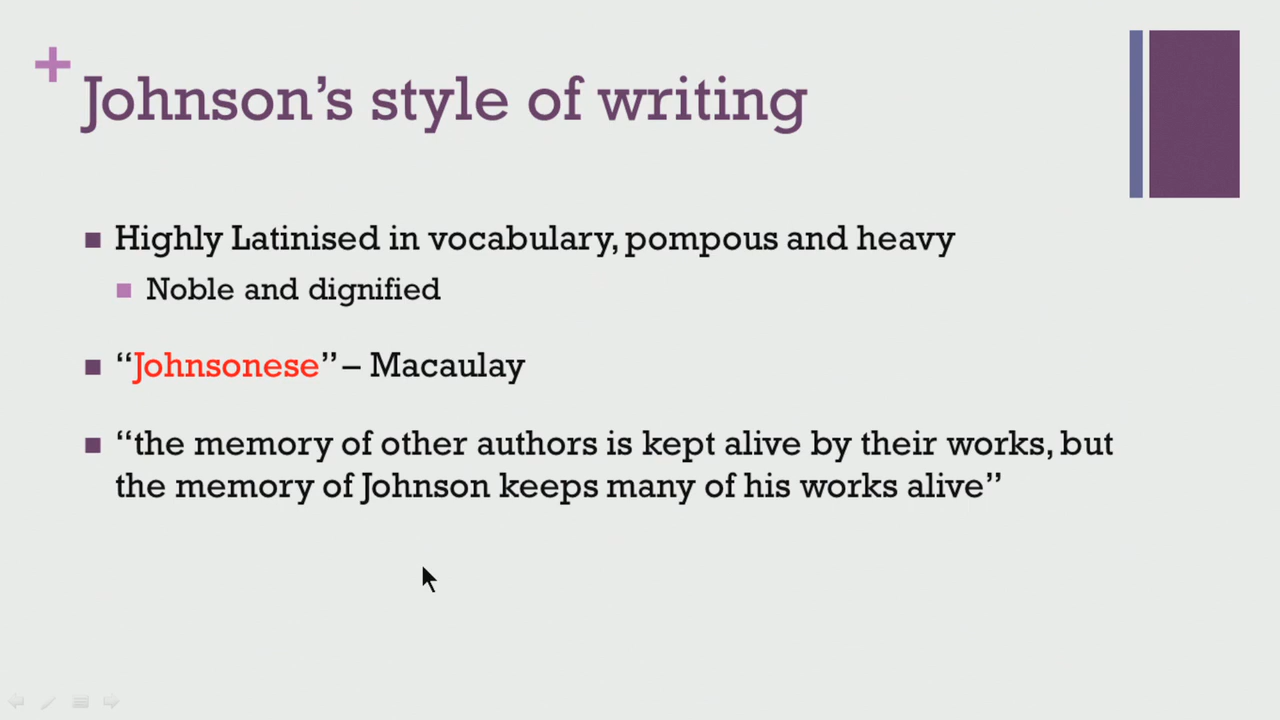 Johnson’s style of writing
Highly Latinised in vocabulary, pompous and heavy
Noble and dignified
“Johnsonese” – Macaulay
“the memory of other authors is kept alive by their works, but
the memory of Johnson keeps many of his works alive”